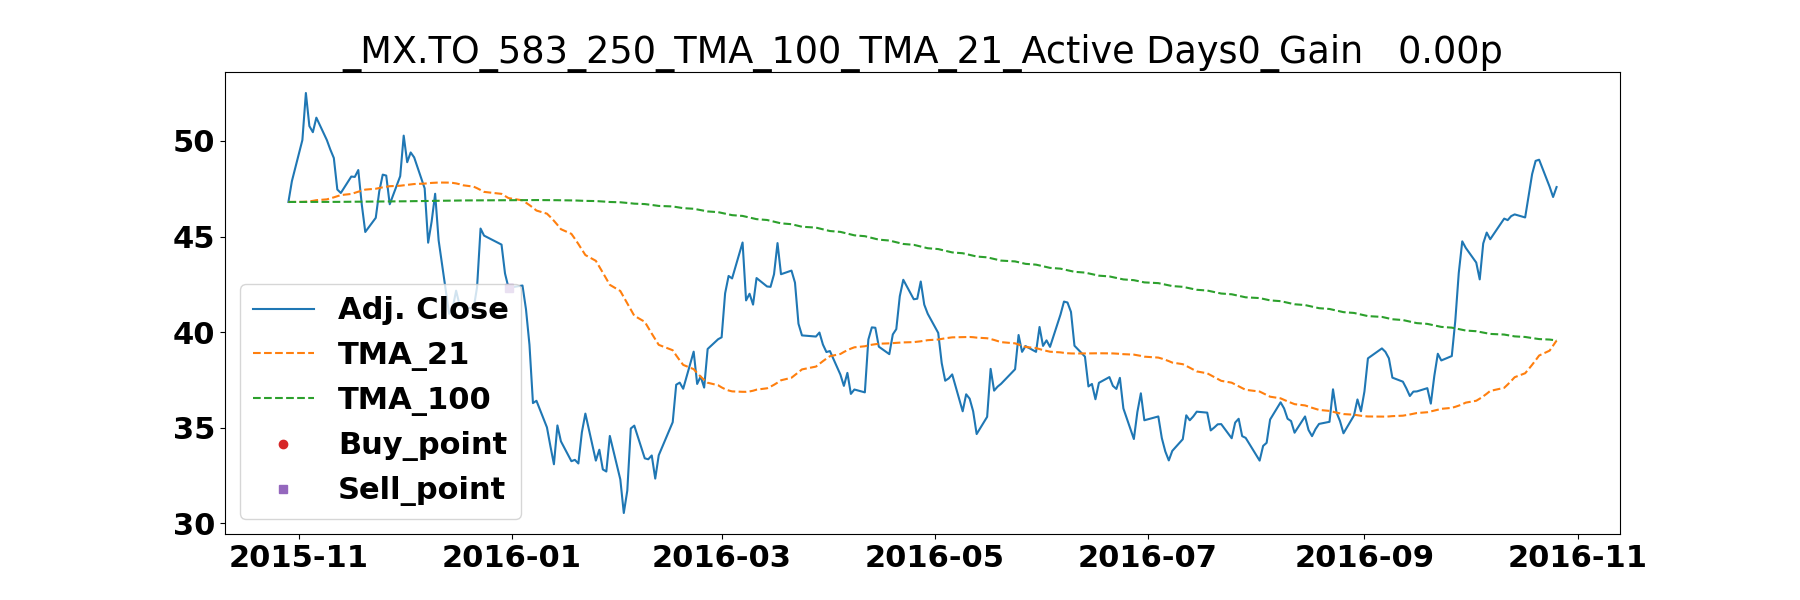 _MX.TO_583_250_TMA_100_TMA_21_Active Days0_Gain   0.00p
50
45
40
35
30
Adj. Close
TMA_21
TMA_100
Buy_point
Sell_point
2015-11 2016-01 2016-03 2016-05 2016-07 2016-09 2016-11